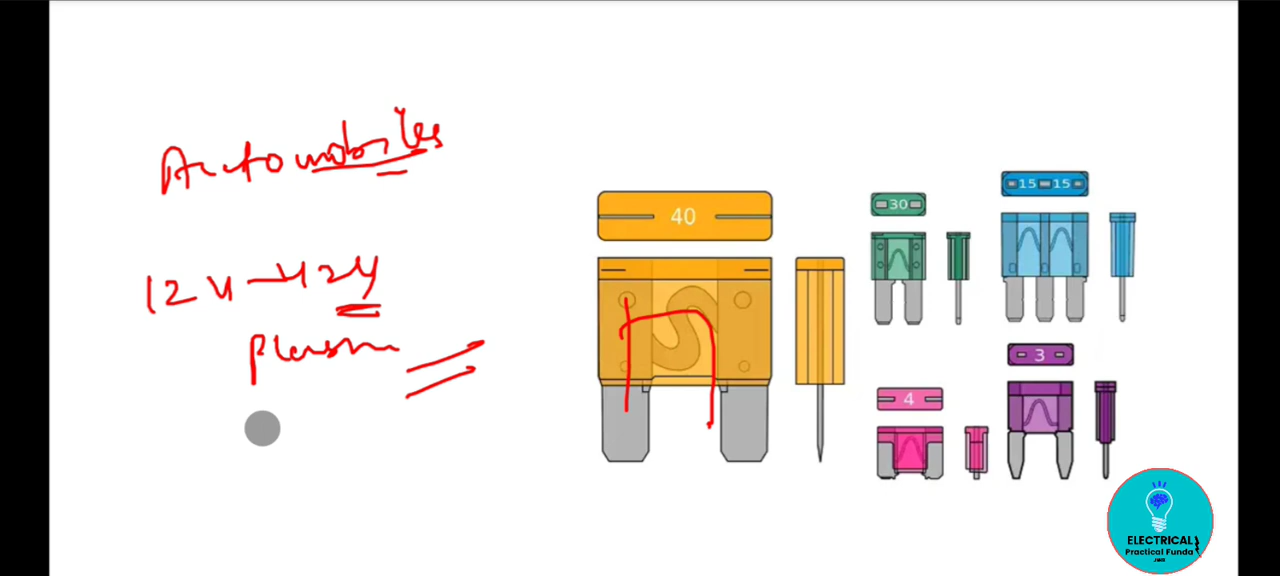 Automobiles
12V-42V
40
30
15 15
3
4
ELECTRICAL
Practical Funda